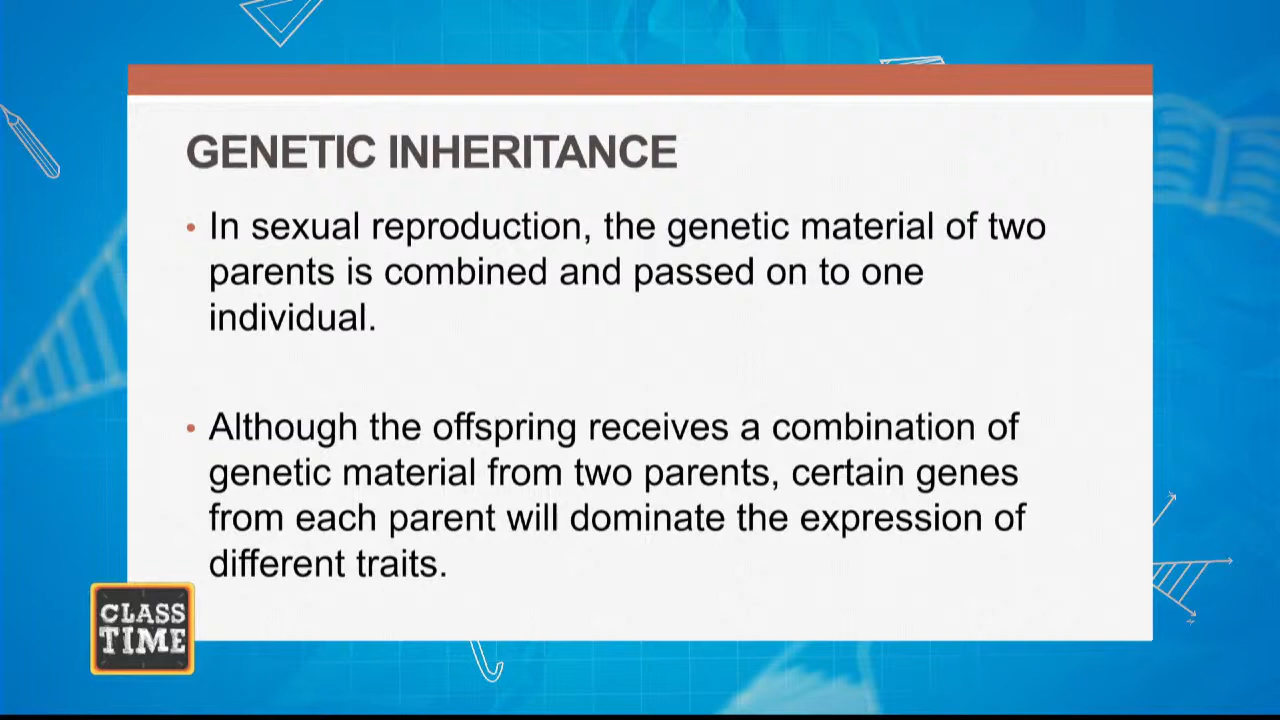 GENETIC INHERITANCE
• In sexual reproduction, the genetic material of two
parents is combined and passed on to one
individual.
• Although the offspring receives a combination of
genetic material from two parents, certain genes
from each parent will dominate the expression of
different traits.
CLASS
TIME